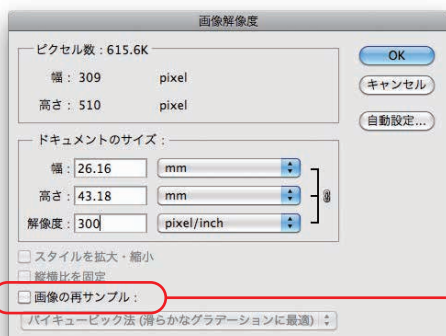 画像解像度
ピクセル数：615.6K
幅：309 pixel
高さ：510 pixel
OK
キャンセル
自動設定...
ドキュメントのサイズ：
幅：26.16 mm
高さ：43.18 mm
解像度：300 pixel/inch
スタイルを拡大・縮小
縦横比を固定
画像の再サンプル：
バイキュービック法 (滑らかなグラデーションに最適)